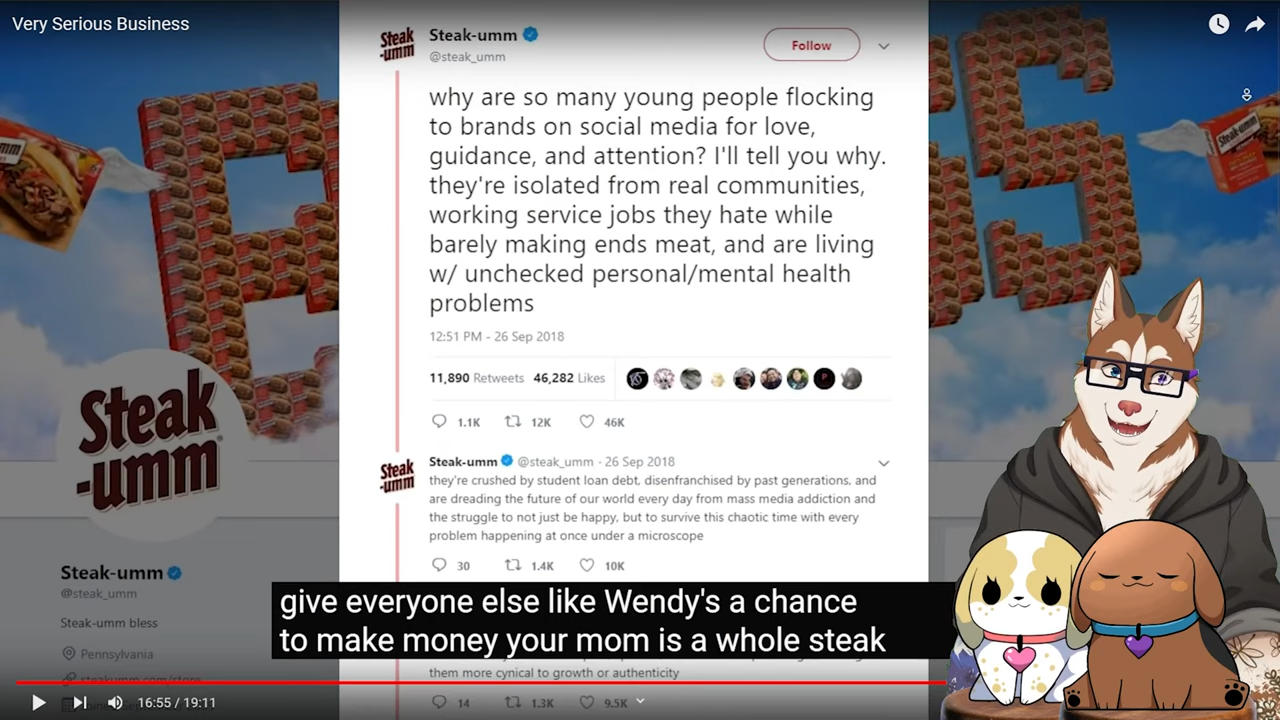 Very Serious Business
Steak-umm
@steak_umm
Follow
why are so many young people flocking
to brands on social media for love,
guidance, and attention? I'll tell you why.
they're isolated from real communities,
working service jobs they hate while
barely making ends meat, and are living
w/ unchecked personal/mental health
problems
12:51 PM - 26 Sep 2018
11,890 Retweets 46,282 Likes
1.1K 12K 46K
Steak-umm @steak_umm · 26 Sep 2018
they're crushed by student loan debt, disenfranchised by past generations, and
are dreading the future of our world every day from mass media addiction and
the struggle to not just be happy, but to survive this chaotic time with every
problem happening at once under a microscope
30 1.4K 10K
Steak
-umm
Steak
-umm
Steak
-umm
Steak-umm
@steak_umm
Steak-umm bless
Pennsylvania
steakumm.com/store
give everyone else like Wendy's a chance
to make money your mom is a whole steak
them more cynical to growth or authenticity
14 1.3K 9.5K
16:55 / 19:11